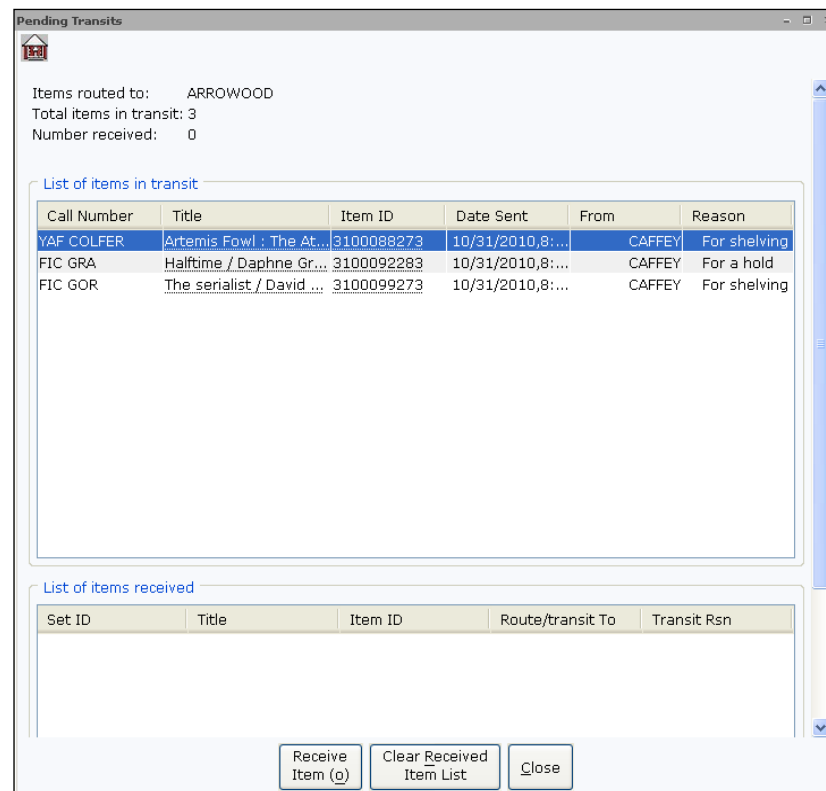 Pending Transits
Items routed to: ARROWOOD
Total items in transit: 3
Number received: 0
List of items in transit
Call Number Title Item ID Date Sent From Reason
YAF COLFER Artemis Fowl : The At... 3100088273 10/31/2010,8:... CAFFEY For shelving
FIC GRA Halftime / Daphne Gr... 3100092283 10/31/2010,8:... CAFFEY For a hold
FIC GOR The serialist / David ... 3100099273 10/31/2010,8:... CAFFEY For shelving
List of items received
Set ID Title Item ID Route/transit To Transit Rsn
Receive Item (o) Clear Received Item List Close